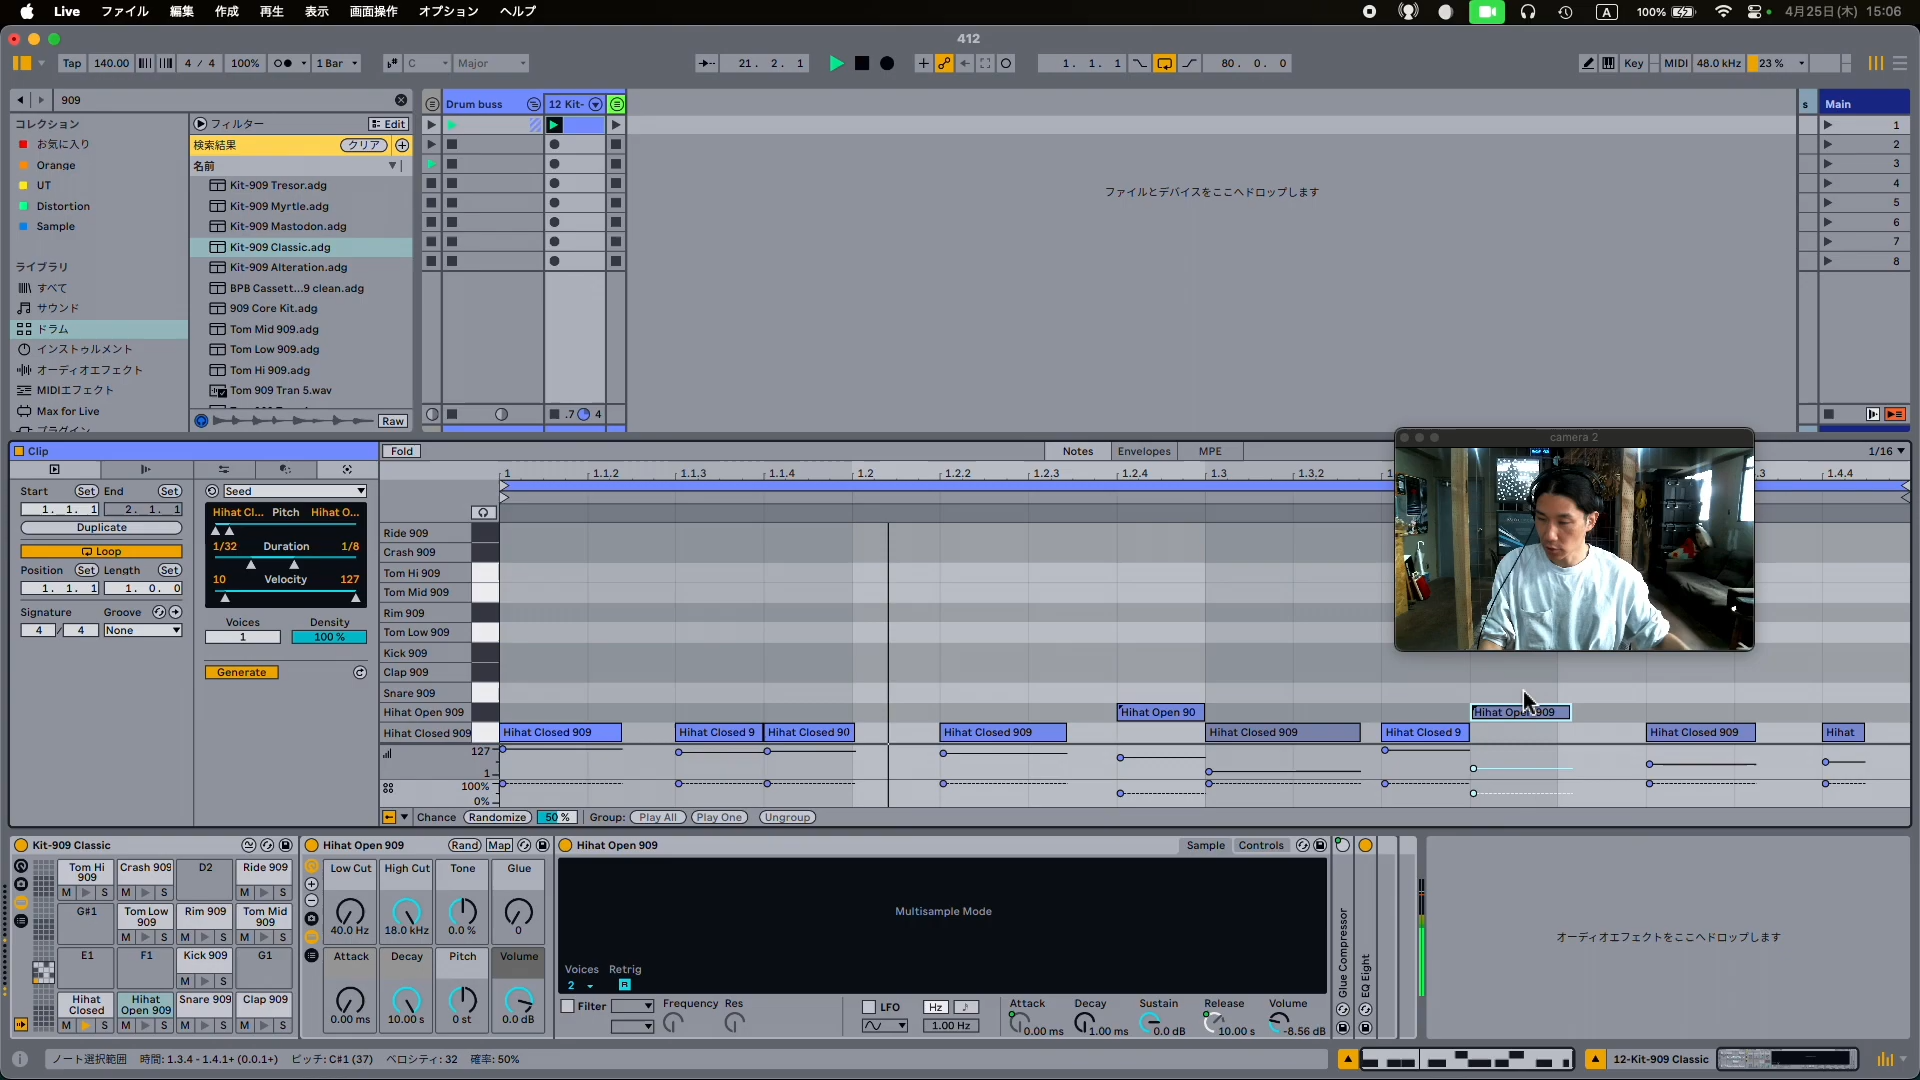 Live ファイル 編集 作成 再生 表示 画面操作 オプション ヘルプ
A 100% 4月25日(木) 15:06
412
Tap 140.00 4 / 4 100% 1 Bar C Major 21. 2. 1 1. 1. 1 80. 0. 0 Key MIDI 48.0 kHz 23 %
909
Drum buss 12 Kit- s Main
コレクション フィルター Edit
お気に入り
検索結果 クリア
Orange
名前
UT
Distortion
Sample
Kit-909 Tresor.adg
Kit-909 Myrtle.adg
Kit-909 Mastodon.adg
Kit-909 Classic.adg
Kit-909 Alteration.adg
BPB Cassett...9 clean.adg
909 Core Kit.adg
Tom Mid 909.adg
Tom Low 909.adg
Tom Hi 909.adg
Tom 909 Tran 5.wav
Raw
ライブラリ
すべて
サウンド
ドラム
インストゥルメント
オーディオエフェクト
MIDIエフェクト
Max for Live
プラグイン
ファイルとデバイスをここへドロップします
1
2
3
4
5
6
7
8
.7 4
Clip Fold Notes Envelopes MPE 1/16
camera 2
1 1.1.2 1.1.3 1.1.4 1.2 1.2.2 1.2.3 1.2.4 1.3 1.3.2 1.4.4
Start Set End Set
1. 1. 1 2. 1. 1
Duplicate
Loop
Position Set Length Set
1. 1. 1 1. 0. 0
Signature Groove
4 / 4 None
Seed
Hihat Cl... Pitch Hihat O...
1/32 Duration 1/8
10 Velocity 127
Voices Density
1 100 %
Generate
Ride 909
Crash 909
Tom Hi 909
Tom Mid 909
Rim 909
Tom Low 909
Kick 909
Clap 909
Snare 909
Hihat Open 909 Hihat Open 90
Hihat Closed 909 Hihat Closed 909 Hihat Closed 9 Hihat Closed 90 Hihat Closed 909 Hihat Closed 909 Hihat Closed 9 Hihat Closed 909 Hihat
127
1
100%
0%
Chance Randomize 50 % Group: Play All Play One Ungroup
Kit-909 Classic Hihat Open 909 Rand Map Hihat Open 909 Sample Controls
Tom Hi 909 Crash 909 D2 Ride 909
M S M S M S
G#1 Tom Low 909 Rim 909 Tom Mid 909
M S M S M S
E1 F1 Kick 909 G1
M S
Hihat Closed Hihat Open 909 Snare 909 Clap 909
M S M S M S M S
Low Cut High Cut Tone Glue
40.0 Hz 18.0 kHz 0.0 % 0
Attack Decay Pitch Volume
0.00 ms 10.00 s 0 st 0.0 dB
Multisample Mode
Voices Retrig
2 R
Filter Frequency Res LFO Hz Attack Decay Sustain Release Volume
1.00 Hz 0.00 ms 1.00 ms 0.0 dB 10.00 s -8.56 dB
Glue Compressor
EQ Eight
オーディオエフェクトをここへドロップします
ノート選択範囲 時間: 1.3.4 - 1.4.1+ (0.0.1+) ピッチ: C#1 (37) ベロシティ: 32 確率: 50%
12-Kit-909 Classic